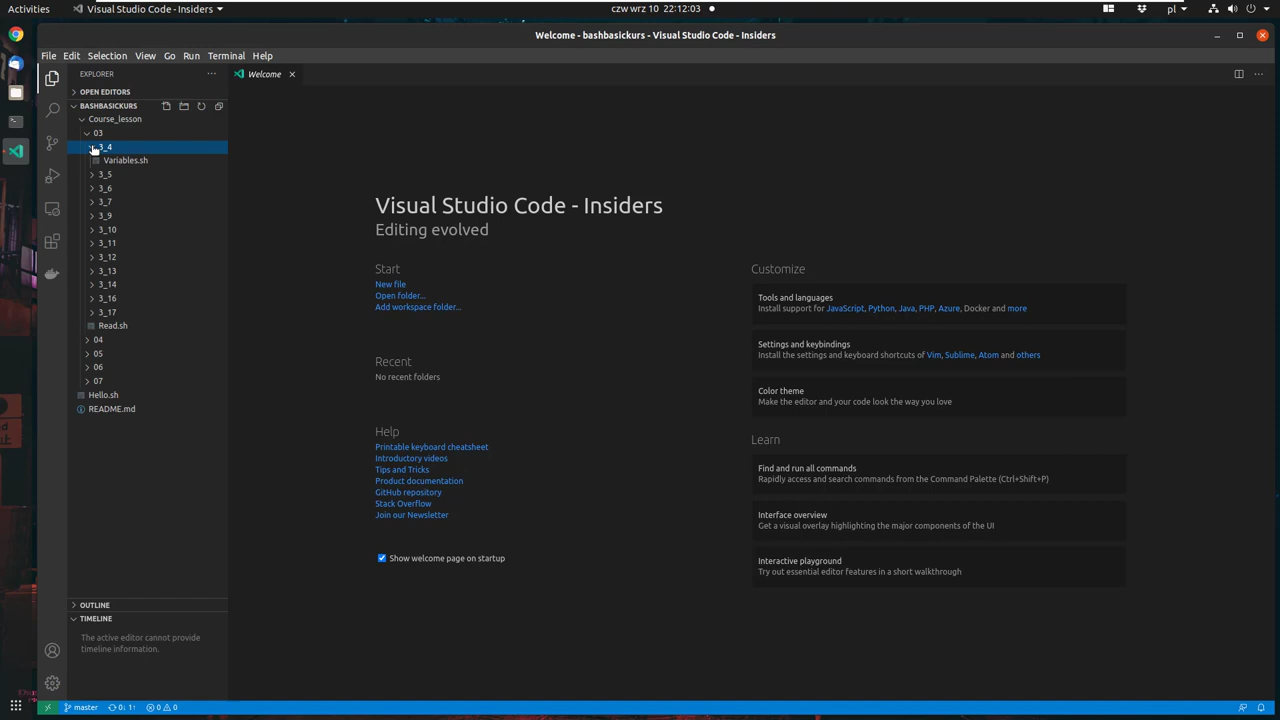 Activities
Visual Studio Code - Insiders
czw wrz 10 22:12:03
pl
Welcome - bashbasickurs - Visual Studio Code - Insiders
File Edit Selection View Go Run Terminal Help
EXPLORER
Welcome
OPEN EDITORS
BASHBASICKURS
Course_lesson
03
3_4
Variables.sh
3_5
3_6
3_7
3_9
3_10
3_11
3_12
3_13
3_14
3_16
3_17
Read.sh
04
05
06
07
Hello.sh
README.md
OUTLINE
TIMELINE
The active editor cannot provide
timeline information.
Visual Studio Code - Insiders
Editing evolved
Start
New file
Open folder...
Add workspace folder...
Recent
No recent folders
Help
Printable keyboard cheatsheet
Introductory videos
Tips and Tricks
Product documentation
GitHub repository
Stack Overflow
Join our Newsletter
Show welcome page on startup
Customize
Tools and languages
Install support for JavaScript, Python, Java, PHP, Azure, Docker and more
Settings and keybindings
Install the settings and keyboard shortcuts of Vim, Sublime, Atom and others
Color theme
Make the editor and your code look the way you love
Learn
Find and run all commands
Rapidly access and search commands from the Command Palette (Ctrl+Shift+P)
Interface overview
Get a visual overlay highlighting the major components of the UI
Interactive playground
Try out essential editor features in a short walkthrough
master 0↓ 1↑ 0 0